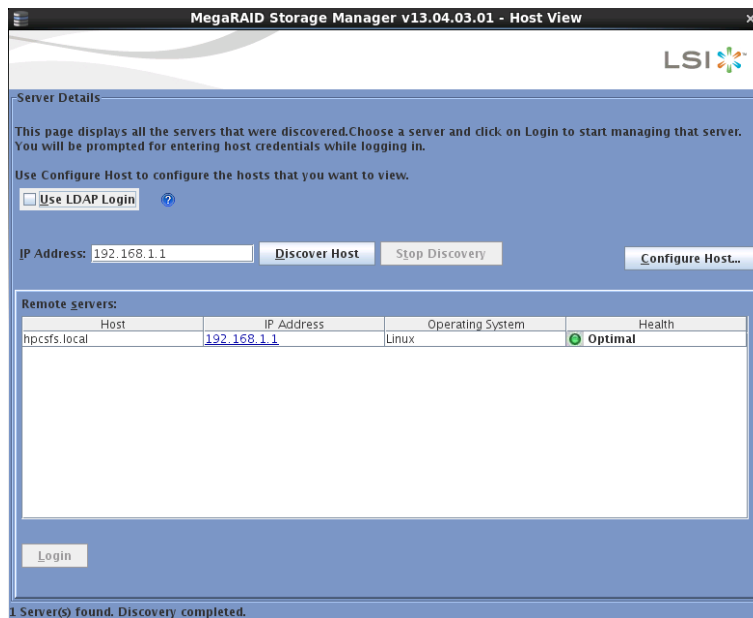 MegaRAID Storage Manager v13.04.03.01 - Host View
LSI
Server Details
This page displays all the servers that were discovered.Choose a server and click on Login to start managing that server.
You will be prompted for entering host credentials while logging in.
Use Configure Host to configure the hosts that you want to view.
Use LDAP Login ?
IP Address: 192.168.1.1 Discover Host Stop Discovery Configure Host...
Remote servers:
Host IP Address Operating System Health
hpcsfs.local 192.168.1.1 Linux Optimal
Login
1 Server(s) found. Discovery completed.